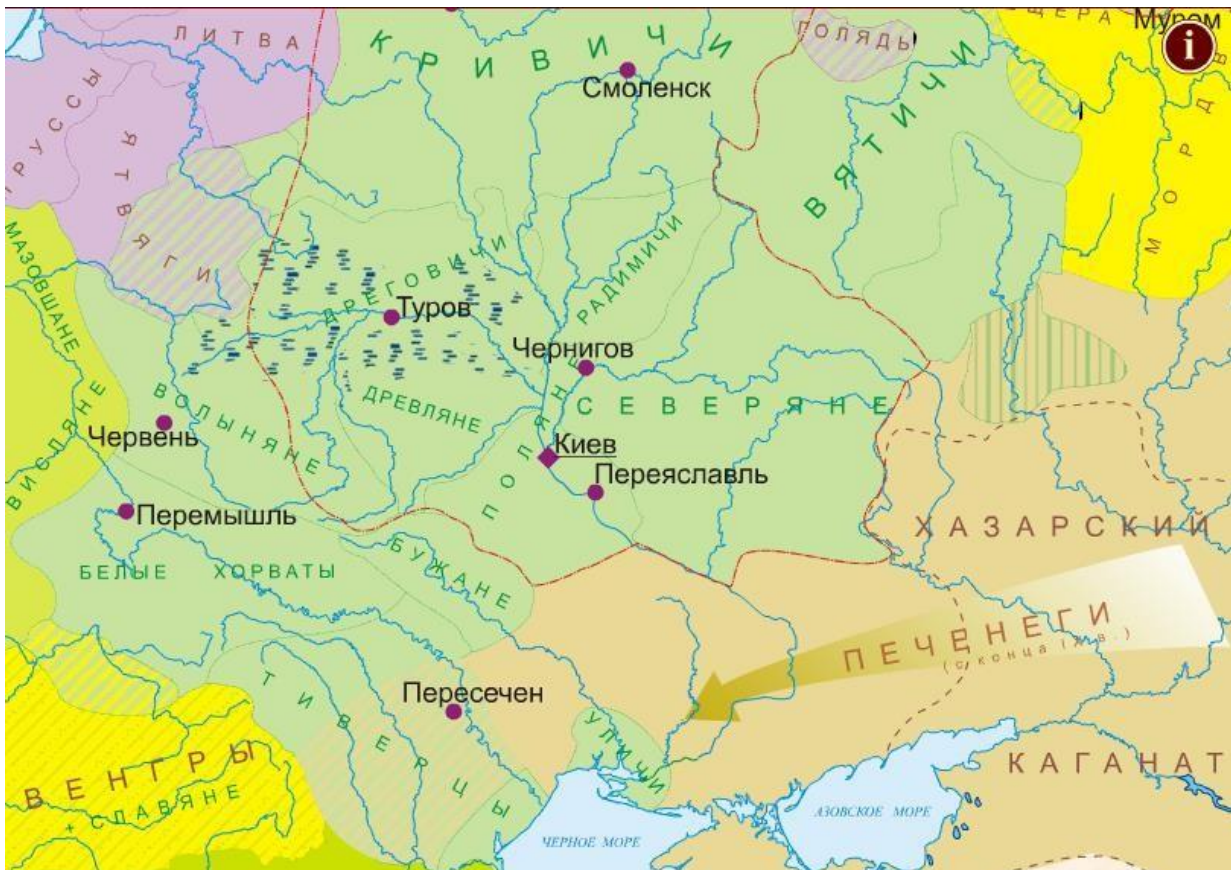 ЛИТВА
КРИВИЧИ
Смоленск
ГОЛЯДЬ
ВЯТИЧИ
Муром
i
ПРУССЫ
ЯТВЯГИ
МОРДВ
МАЗОВШАНЕ
ДРЕГОВИЧИ
РАДИМИЧИ
Туров
Чернигов
ВИСЛЯНЕ
ВОЛЫНЯНЕ
ДРЕВЛЯНЕ
ПОЛЯНЕ
СЕВЕРЯНЕ
Червень
Киев
Переяславль
Перемышль
ХАЗАРСКИЙ
БЕЛЫЕ ХОРВАТЫ
БУЖАНЕ
ПЕЧЕНЕГИ
(с конца IX в.)
ТИВЕРЦЫ
Пересечен
УЛИЧИ
ВЕНГРЫ
+ СЛАВЯНЕ
КАГАНАТ
ЧЕРНОЕ МОРЕ
АЗОВСКОЕ МОРЕ